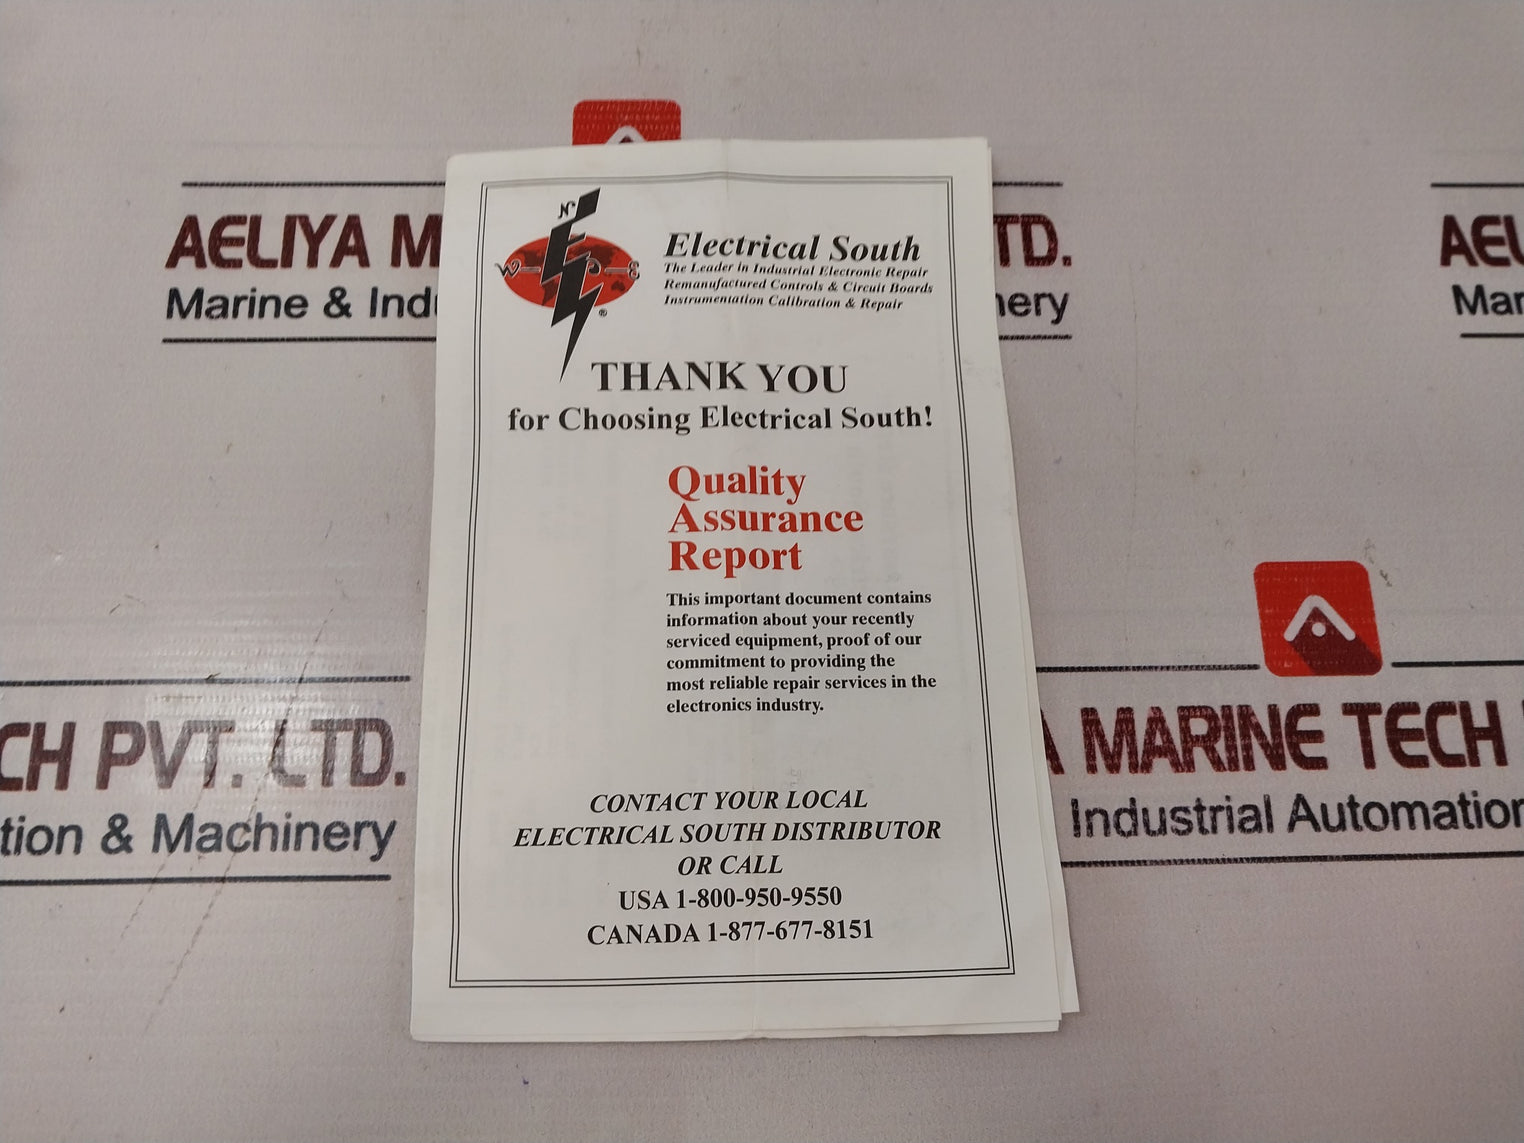 AELIYA M
TD.
Marine & Ind
nery
AEL
Mar
N
W
E
®
Electrical South
The Leader in Industrial Electronic Repair
Remanufactured Controls & Circuit Boards
Instrumentation Calibration & Repair
THANK YOU
for Choosing Electrical South!
Quality
Assurance
Report
This important document contains
information about your recently
serviced equipment, proof of our
commitment to providing the
most reliable repair services in the
electronics industry.
CONTACT YOUR LOCAL
ELECTRICAL SOUTH DISTRIBUTOR
OR CALL
USA 1-800-950-9550
CANADA 1-877-677-8151
CH PVT. LTD.
tion & Machinery
A MARINE TECH
Industrial Automation